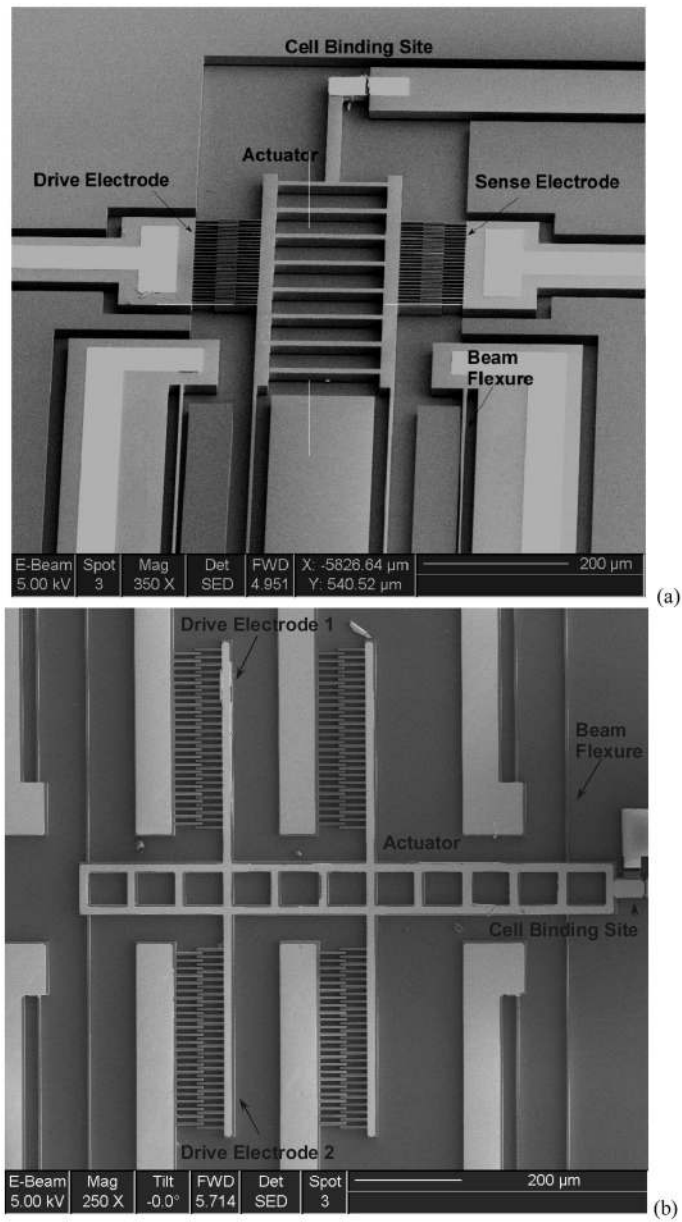 Cell Binding Site
Actuator
Drive Electrode
Sense Electrode
Beam
Flexure
E-Beam Spot Mag Det FWD X: -5826.64 µm 200 µm
5.00 kV 3 350 X SED 4.951 Y: 540.52 µm
(a)
Drive Electrode 1
Beam
Flexure
Actuator
Cell Binding Site
Drive Electrode 2
E-Beam Mag Tilt FWD Det Spot 200 µm
5.00 kV 250 X -0.0° 5.714 SED 3
(b)